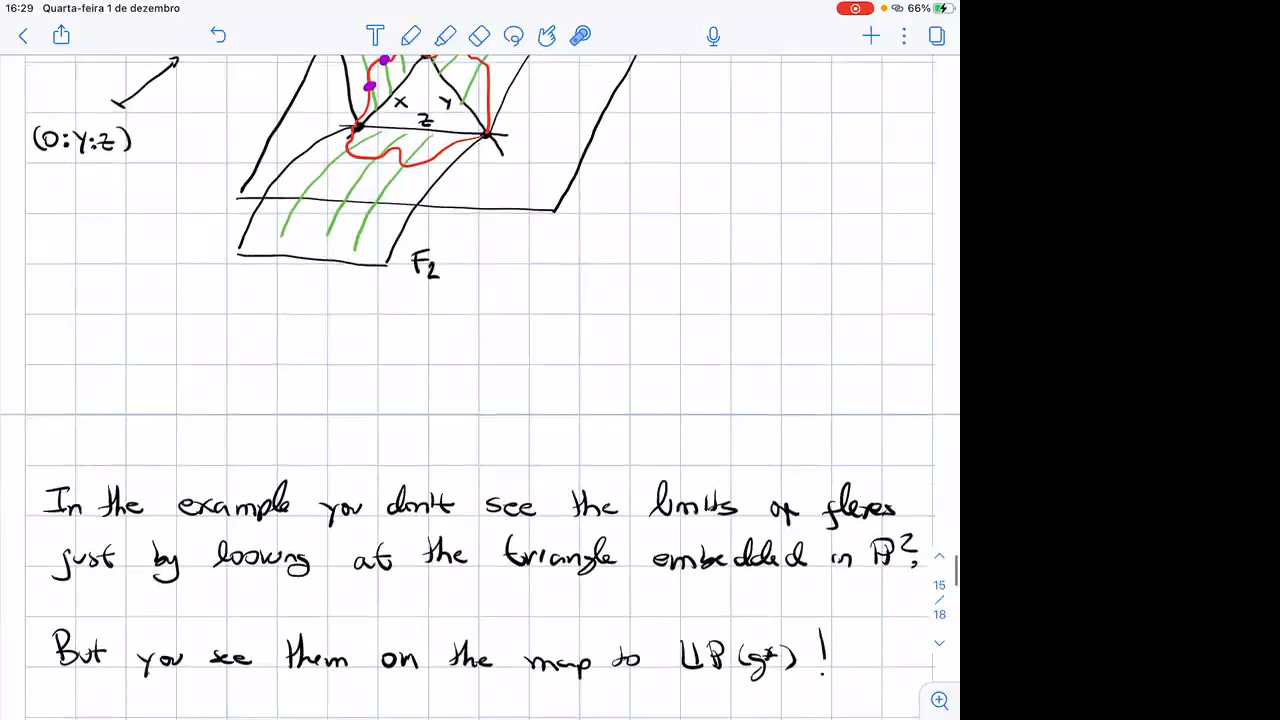 16:29 Quarta-feira 1 de dezembro
66%
X Y
Z
(0:Y:Z)
F2
In the example you don't see the limits of flexes
just by looking at the triangle embedded in P²,
15
/
18
But you see them on the map to ⊔P(g*) !